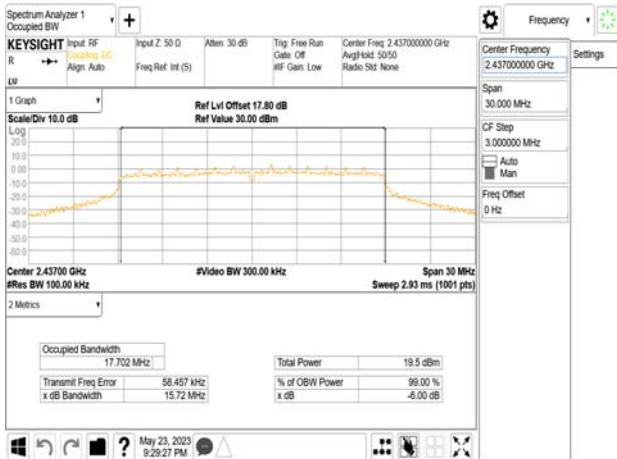 Spectrum Analyzer 1
Occupied BW
+
Frequency
KEYSIGHT
R
LXI
Input: RF
Coupling: DC
Align: Auto
Input Z: 50 Ω
Freq Ref: Int (S)
Atten: 30 dB
Trig: Free Run
Gate: Off
#IF Gain: Low
Center Freq: 2.437000000 GHz
Avg|Hold: 50/50
Radio Std: None
Center Frequency
2.437000000 GHz
Settings
Span
30.000 MHz
CF Step
3.000000 MHz
Auto
Man
Freq Offset
0 Hz
1 Graph
Scale/Div 10.0 dB
Ref Lvl Offset 17.80 dB
Ref Value 30.00 dBm
Log
20.0
10.0
0.00
-10.0
-20.0
-30.0
-40.0
-50.0
-60.0
Center 2.43700 GHz
#Res BW 100.00 kHz
#Video BW 300.00 kHz
Span 30 MHz
Sweep 2.93 ms (1001 pts)
2 Metrics
Occupied Bandwidth
17.702 MHz
Transmit Freq Error 58.457 kHz
x dB Bandwidth 15.72 MHz
Total Power 19.5 dBm
% of OBW Power 99.00 %
x dB -6.00 dB
?
May 23, 2023
9:29:27 PM